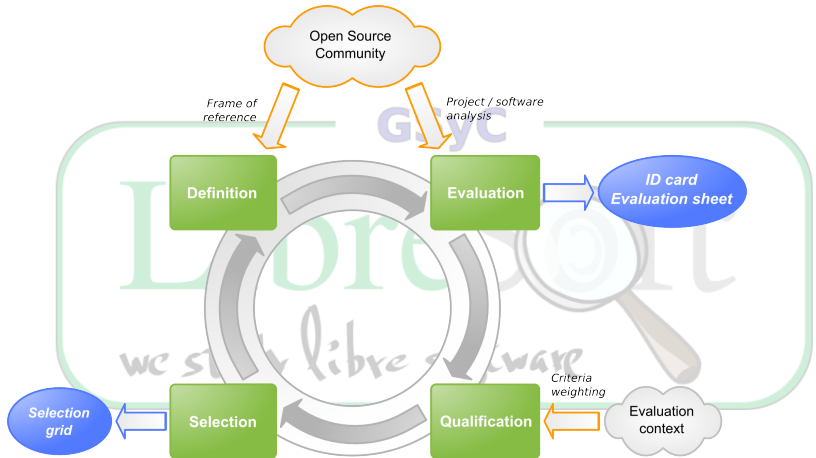 Open Source
Community
Frame of
reference
Project / software
analysis
GSyC
Definition
Evaluation
ID card
Evaluation sheet
LibreSoft
we study libre software
Criteria
weighting
Selection
grid
Selection
Qualification
Evaluation
context